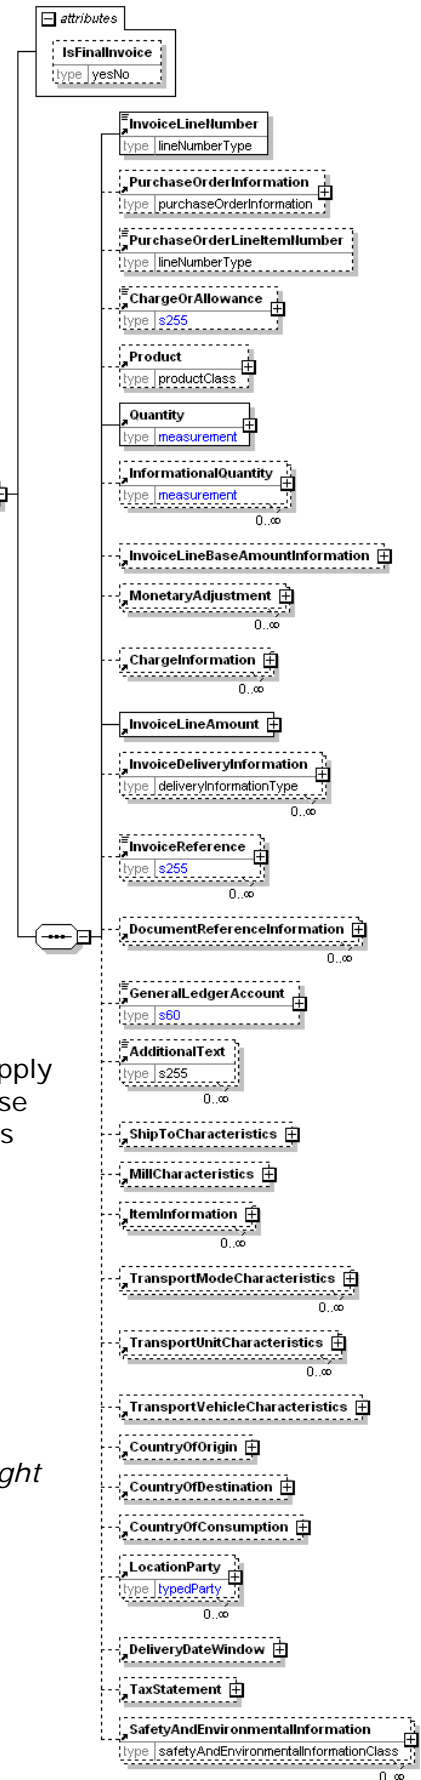 attributes
IsFinalInvoice
type yesNo
InvoiceLineNumber
type lineNumberType
PurchaseOrderInformation
type purchaseOrderInformation
PurchaseOrderLineItemNumber
type lineNumberType
ChargeOrAllowance
type s255
Product
type productClass
Quantity
type measurement
InformationalQuantity
type measurement
0..∞
InvoiceLineBaseAmountInformation
MonetaryAdjustment
0..∞
ChargeInformation
0..∞
InvoiceLineAmount
InvoiceDeliveryInformation
type deliveryInformationType
0..∞
InvoiceReference
type s255
0..∞
DocumentReferenceInformation
0..∞
GeneralLedgerAccount
type s60
AdditionalText
type s255
0..∞
pply
se
s
ShipToCharacteristics
MillCharacteristics
ItemInformation
0..∞
TransportModeCharacteristics
0..∞
TransportUnitCharacteristics
0..∞
TransportVehicleCharacteristics
CountryOfOrigin
ght
CountryOfDestination
CountryOfConsumption
LocationParty
type typedParty
0..∞
DeliveryDateWindow
TaxStatement
SafetyAndEnvironmentalInformation
type safetyAndEnvironmentalInformationClass
0..∞